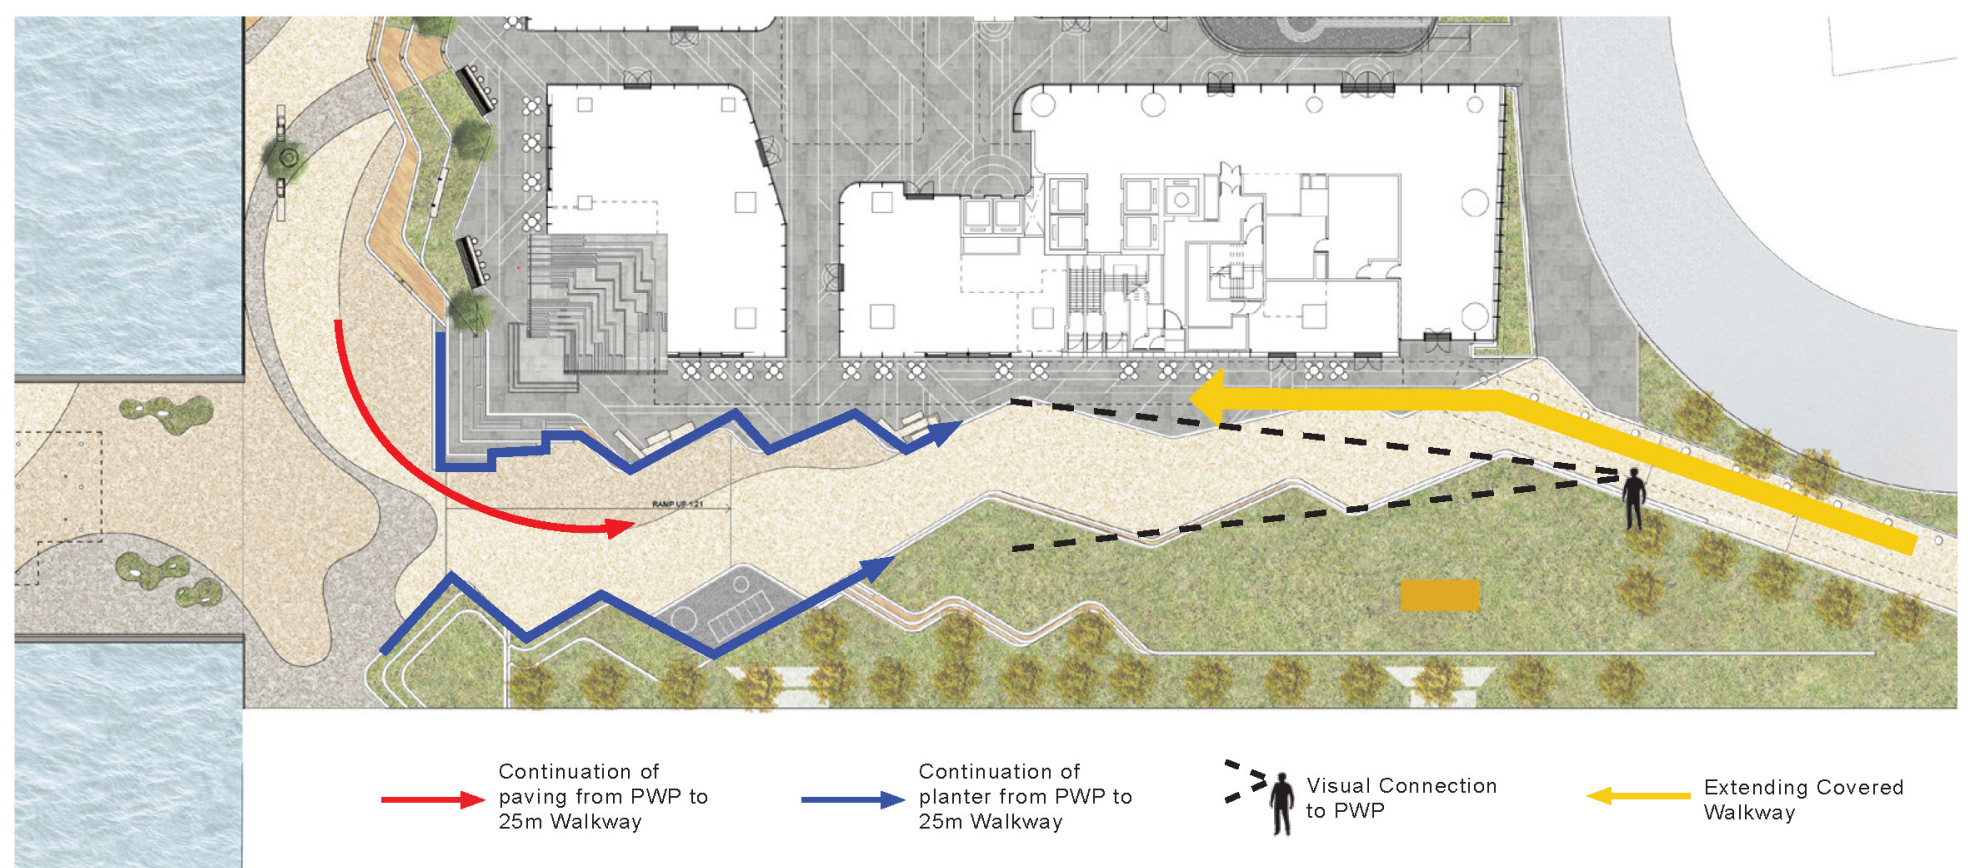 RAMP UP 1:21
Continuation of
paving from PWP to
25m Walkway
Continuation of
planter from PWP to
25m Walkway
Visual Connection
to PWP
Extending Covered
Walkway